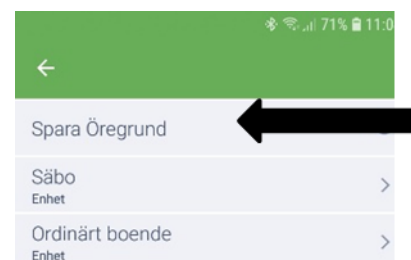 71% 11:0
Spara Öregrund
Säbo
Enhet
Ordinärt boende
Enhet